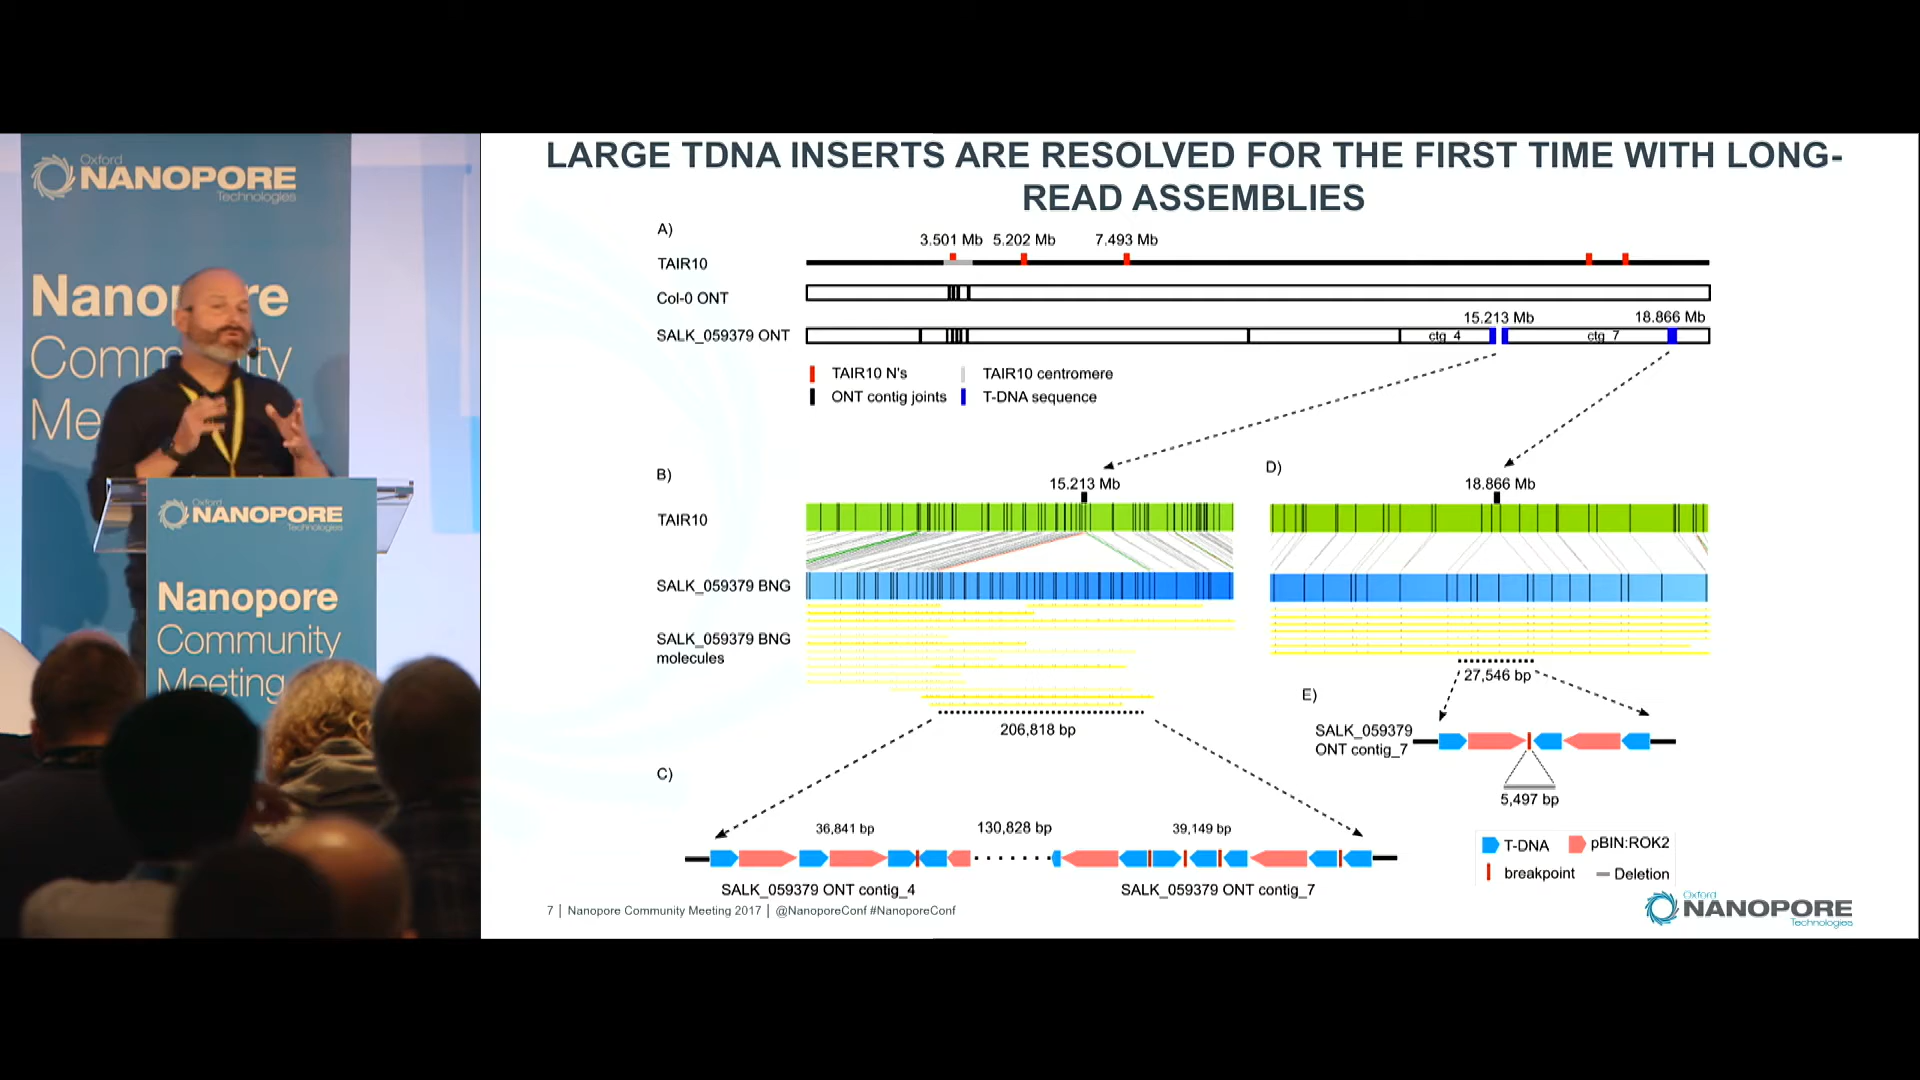 Oxford
NANOPORE
Technologies
Nanopore
Community
Me
Oxford
NANOPORE
Technologies
Nanopore
Community
Meeting
LARGE TDNA INSERTS ARE RESOLVED FOR THE FIRST TIME WITH LONG-
READ ASSEMBLIES
A)
3.501 Mb 5.202 Mb 7.493 Mb
TAIR10
Col-0 ONT
15.213 Mb 18.866 Mb
SALK_059379 ONT ctg_4 ctg_7
TAIR10 N's TAIR10 centromere
ONT contig joints T-DNA sequence
B)
15.213 Mb
TAIR10
SALK_059379 BNG
SALK_059379 BNG
molecules
206,818 bp
D)
18.866 Mb
27,546 bp
E)
SALK_059379
ONT contig_7
5,497 bp
C)
36,841 bp 130,828 bp 39,149 bp
SALK_059379 ONT contig_4 SALK_059379 ONT contig_7
T-DNA pBIN:ROK2
breakpoint Deletion
7 | Nanopore Community Meeting 2017 | @NanoporeConf #NanoporeConf
Oxford
NANOPORE
Technologies